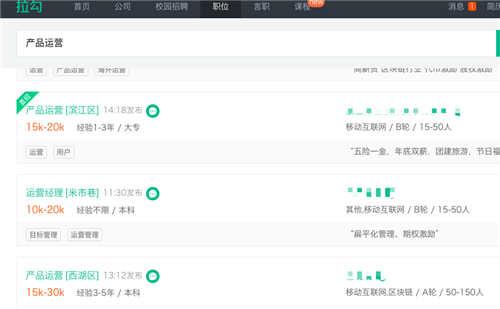 拉勾 首页 公司 校园招聘 职位 言职 课程 new 消息 1 简历
产品运营
运营 产品运营 海外运营
产品运营 [滨江区] 14:18发布
15k-20k 经验1-3年 / 大专
移动互联网 / B轮 / 15-50人
运营 用户
“五险一金、年底双薪、团建旅游、节日福
运营经理 [米市巷] 11:30发布
10k-20k 经验不限 / 本科
其他,移动互联网 / B轮 / 15-50人
目标管理 运营管理
“扁平化管理、期权激励”
产品运营 [西湖区] 13:12发布
15k-30k 经验3-5年 / 本科
移动互联网,区块链 / A轮 / 50-150人